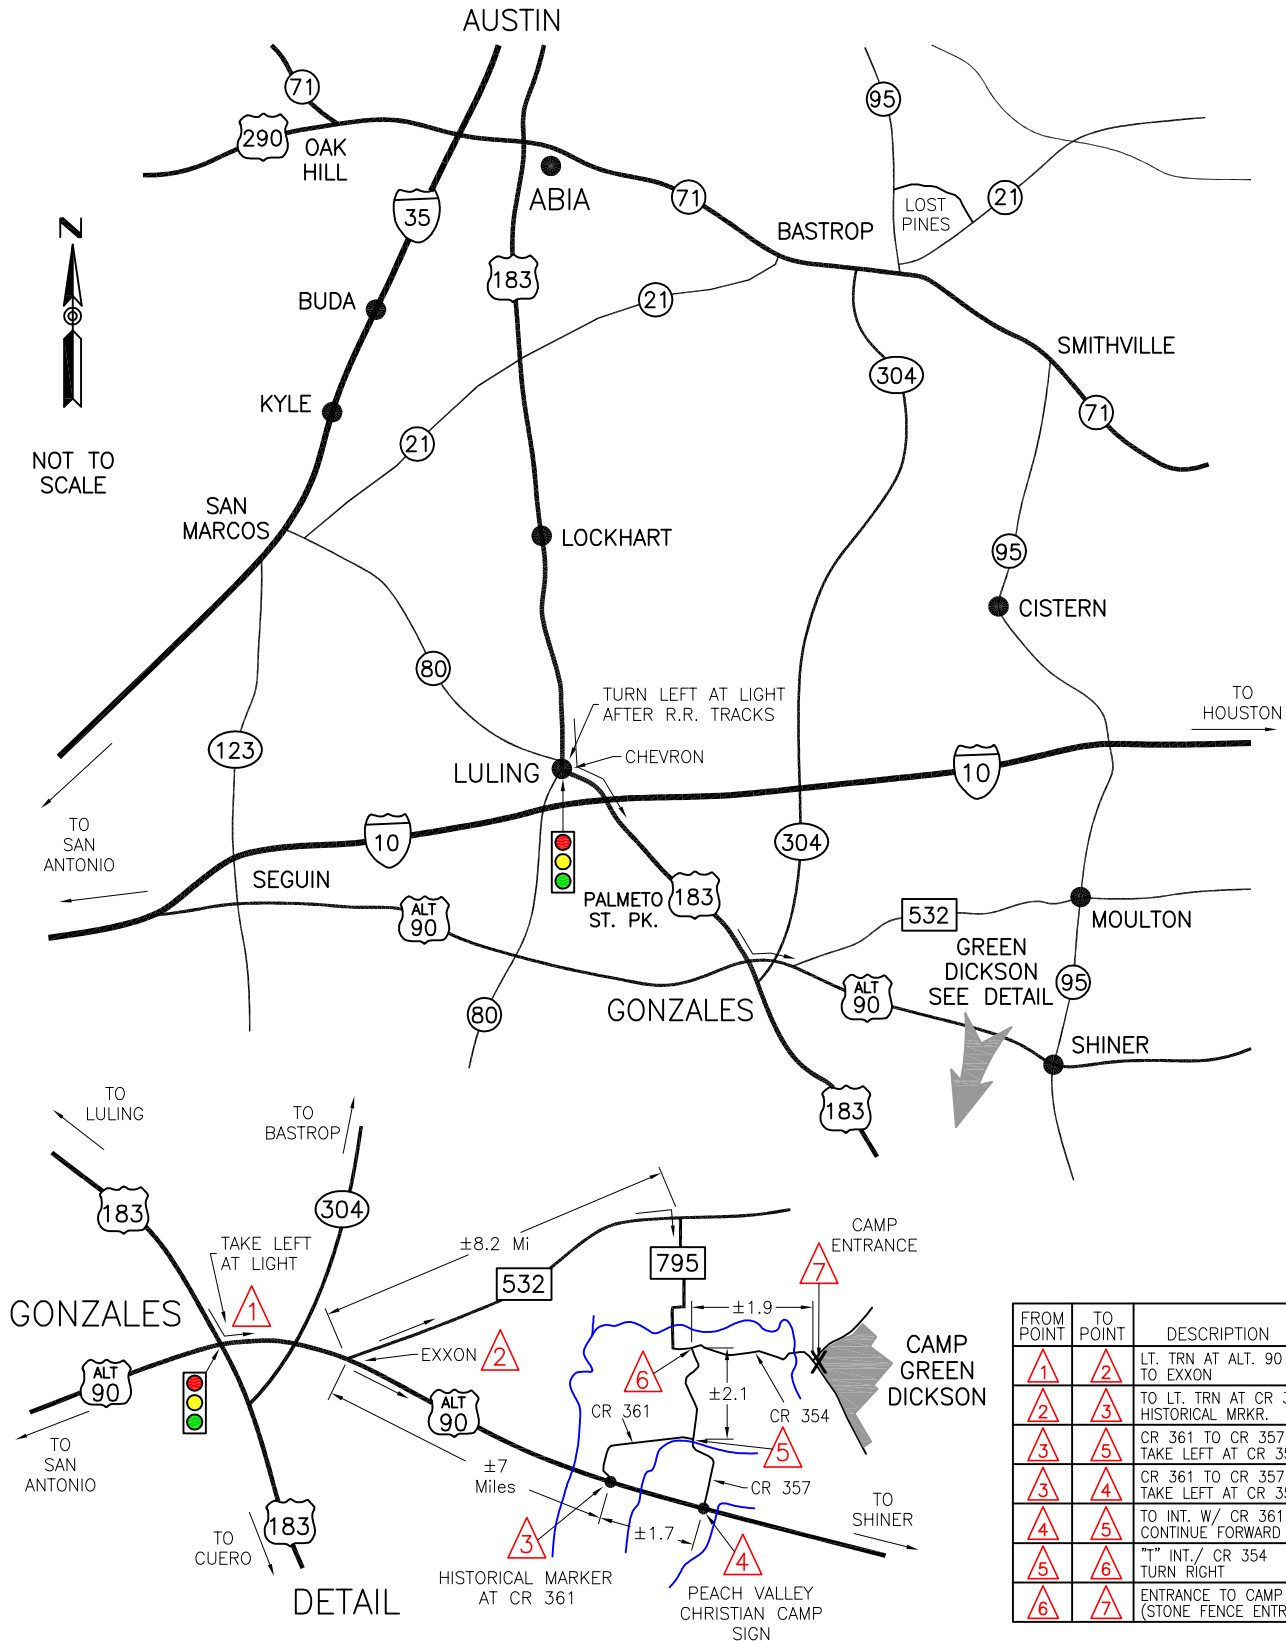 AUSTIN
71
95
290
OAK
HILL
ABIA
35
71
LOST
PINES
21
BASTROP
N
183
BUDA
21
SMITHVILLE
304
KYLE
71
21
NOT TO
SCALE
SAN
MARCOS
LOCKHART
95
CISTERN
80
TURN LEFT AT LIGHT
AFTER R.R. TRACKS
TO
HOUSTON
123
CHEVRON
LULING
10
TO
SAN
ANTONIO
10
304
SEGUIN
PALMETO
ST. PK.
183
ALT
90
532
MOULTON
GREEN
DICKSON
SEE DETAIL
95
ALT
90
GONZALES
80
SHINER
183
TO
LULING
TO
BASTROP
183
304
TAKE LEFT
AT LIGHT
±8.2 Mi
CAMP
ENTRANCE
795
7
532
GONZALES
1
±1.9
EXXON
2
CAMP
GREEN
DICKSON
ALT
90
6
±2.1
ALT
90
CR 361
CR 354
5
TO
SAN
ANTONIO
±7
Miles
CR 357
TO
SHINER
183
TO
CUERO
3
±1.7
4
HISTORICAL MARKER
AT CR 361
PEACH VALLEY
CHRISTIAN CAMP
SIGN
DETAIL
FROM POINT TO POINT DESCRIPTION
1 2 LT. TRN AT ALT. 90
TO EXXON
2 3 TO LT. TRN AT CR
HISTORICAL MRKR.
3 5 CR 361 TO CR 357
TAKE LEFT AT CR
3 4 CR 361 TO CR 357
TAKE LEFT AT CR
4 5 TO INT. W/ CR 361
CONTINUE FORWARD
5 6 "T" INT./ CR 354
TURN RIGHT
6 7 ENTRANCE TO CAMP
(STONE FENCE